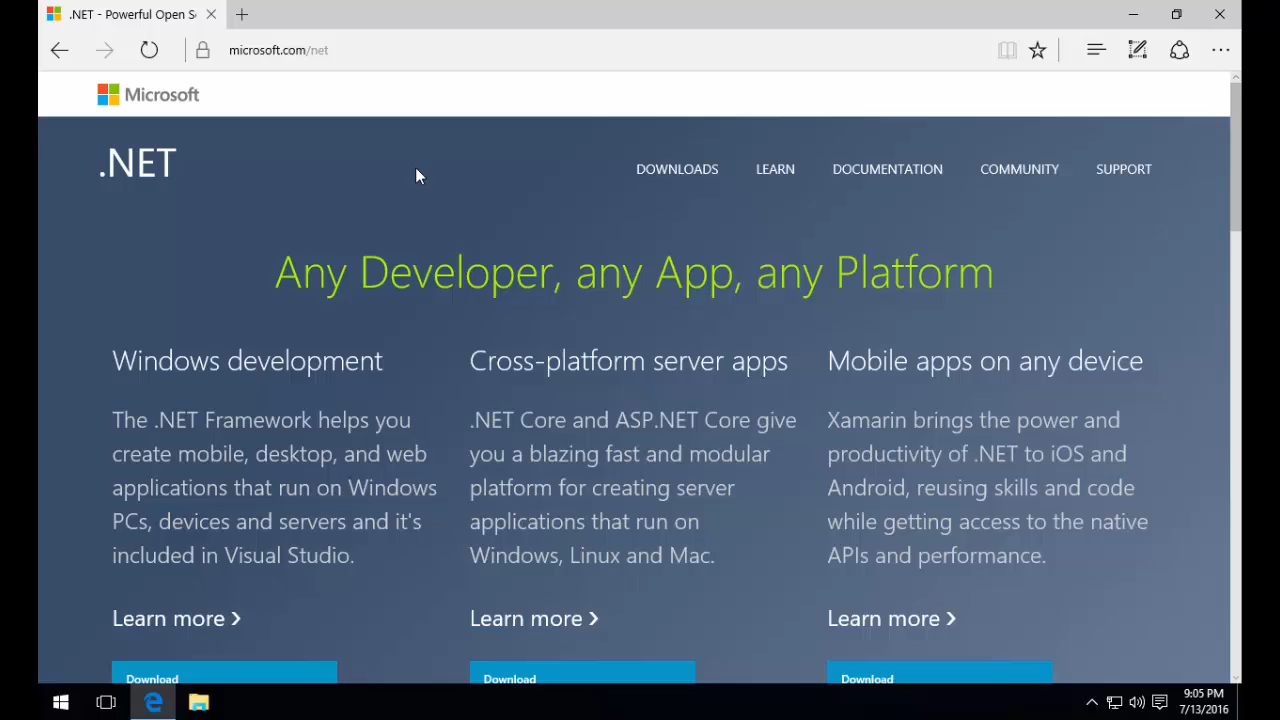 .NET - Powerful Open S
microsoft.com/net
Microsoft
.NET
DOWNLOADS LEARN DOCUMENTATION COMMUNITY SUPPORT
Any Developer, any App, any Platform
Windows development
The .NET Framework helps you
create mobile, desktop, and web
applications that run on Windows
PCs, devices and servers and it's
included in Visual Studio.
Learn more
Download
Cross-platform server apps
.NET Core and ASP.NET Core give
you a blazing fast and modular
platform for creating server
applications that run on
Windows, Linux and Mac.
Learn more
Download
Mobile apps on any device
Xamarin brings the power and
productivity of .NET to iOS and
Android, reusing skills and code
while getting access to the native
APIs and performance.
Learn more
Download
9:05 PM
7/13/2016